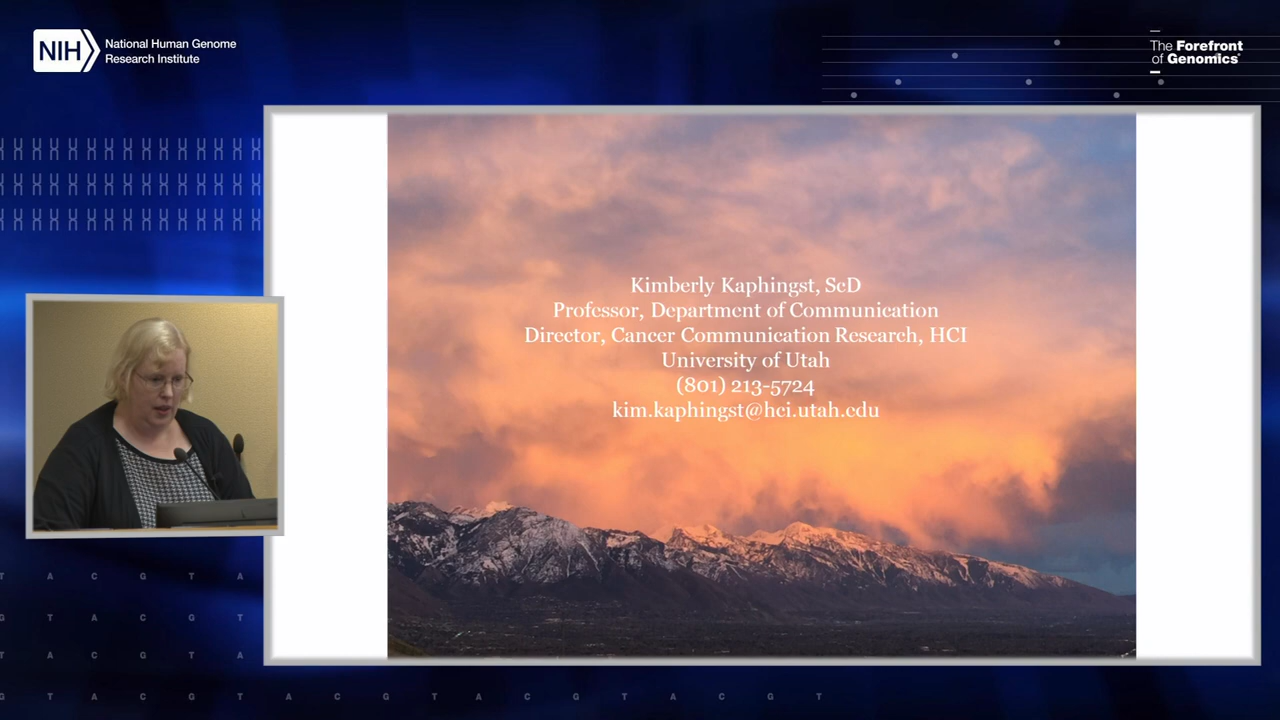 NIH
National Human Genome
Research Institute
The Forefront
of Genomics®
Kimberly Kaphingst, ScD
Professor, Department of Communication
Director, Cancer Communication Research, HCI
University of Utah
(801) 213-5724
kim.kaphingst@hci.utah.edu
T A C G T A
G T A C G T
T A C G T A
G T A C G T A C G T A C G T A C G T